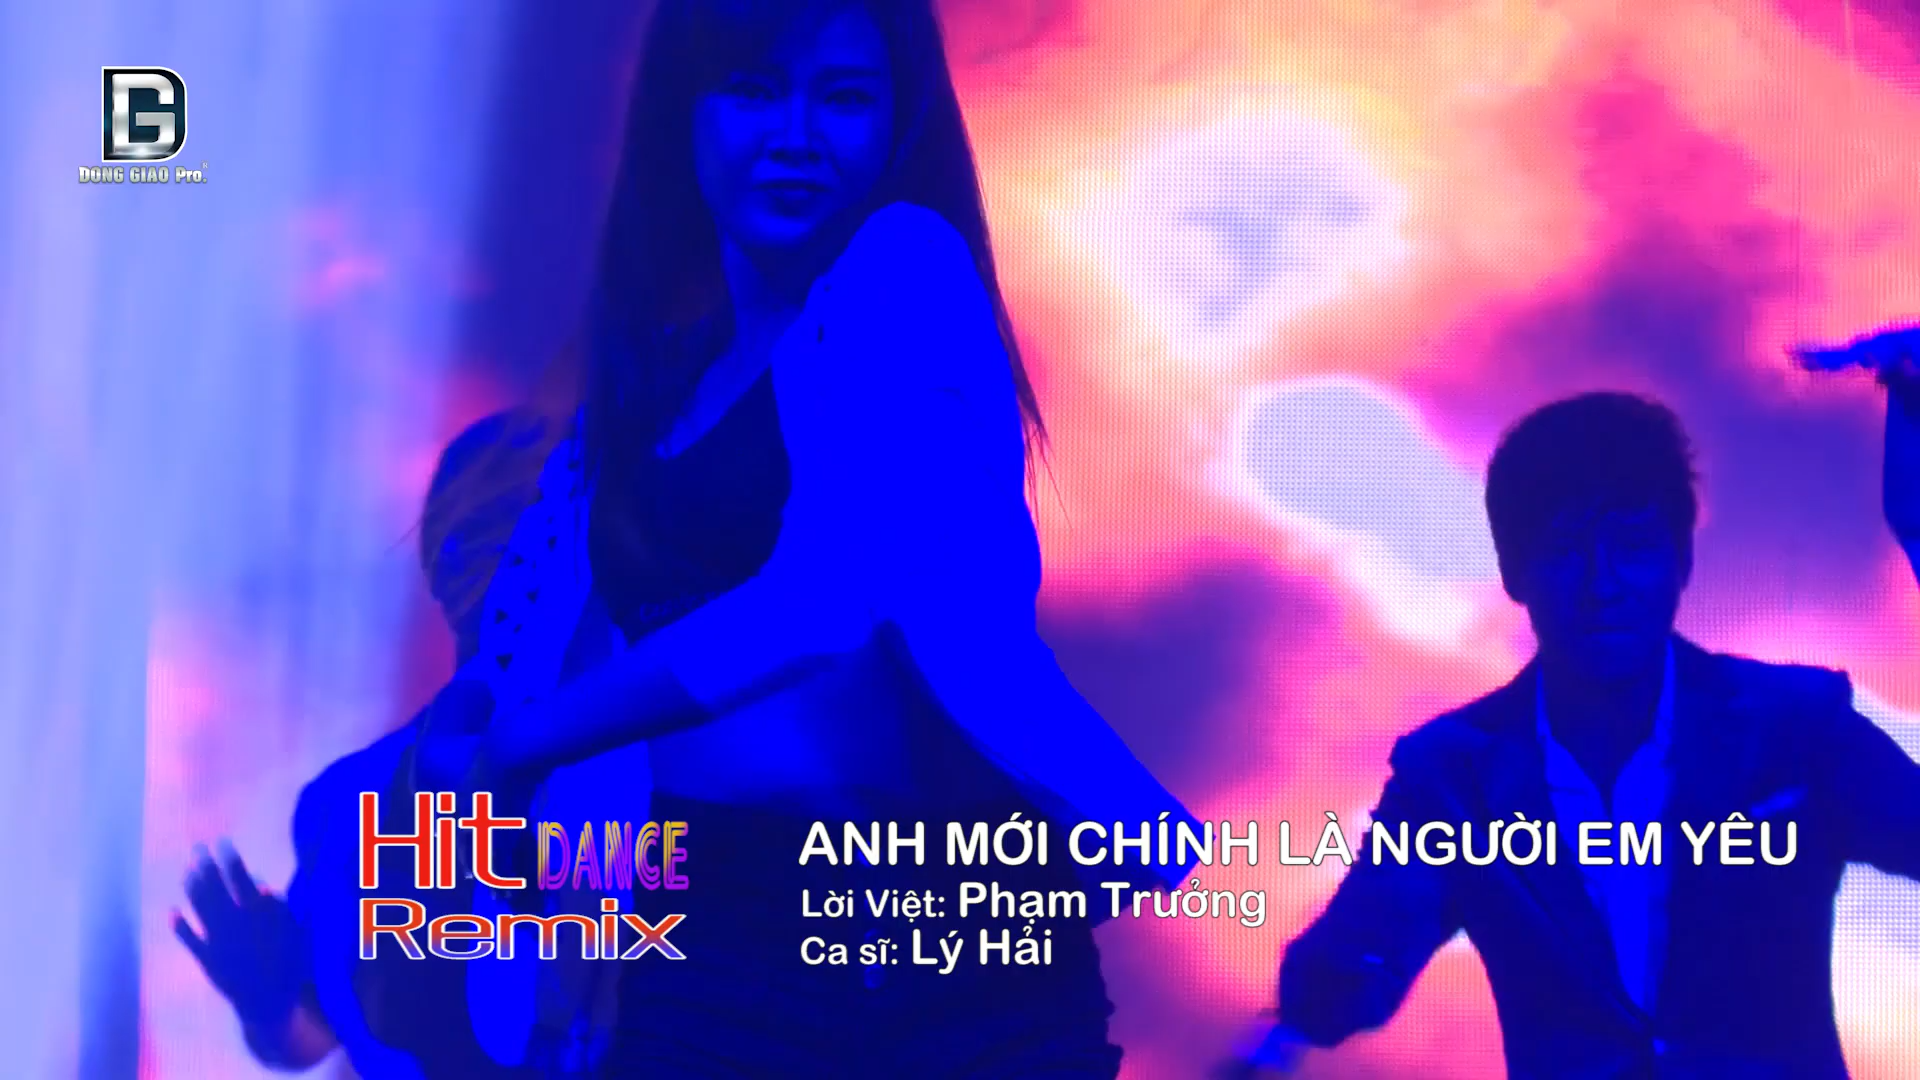 DG
DONG GIAO Pro.®
Hit DANCE
Remix
ANH MỚI CHÍNH LÀ NGƯỜI EM YÊU
Lời Việt: Phạm Trưởng
Ca sĩ: Lý Hải